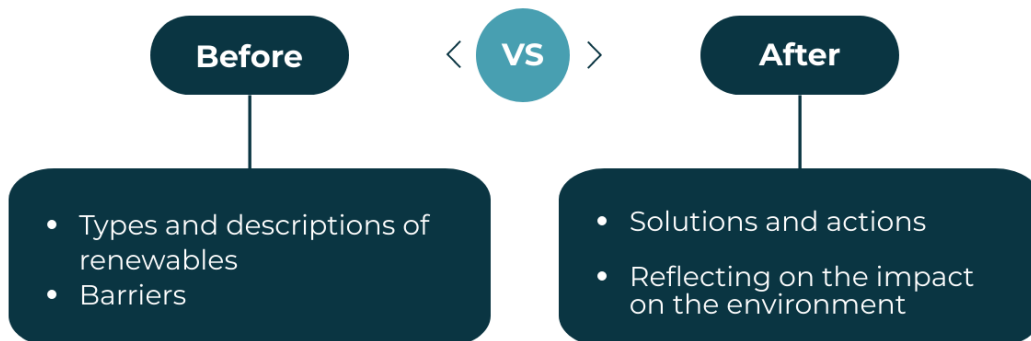 Before
VS
After
• Types and descriptions of
renewables
• Barriers
• Solutions and actions
• Reflecting on the impact
on the environment